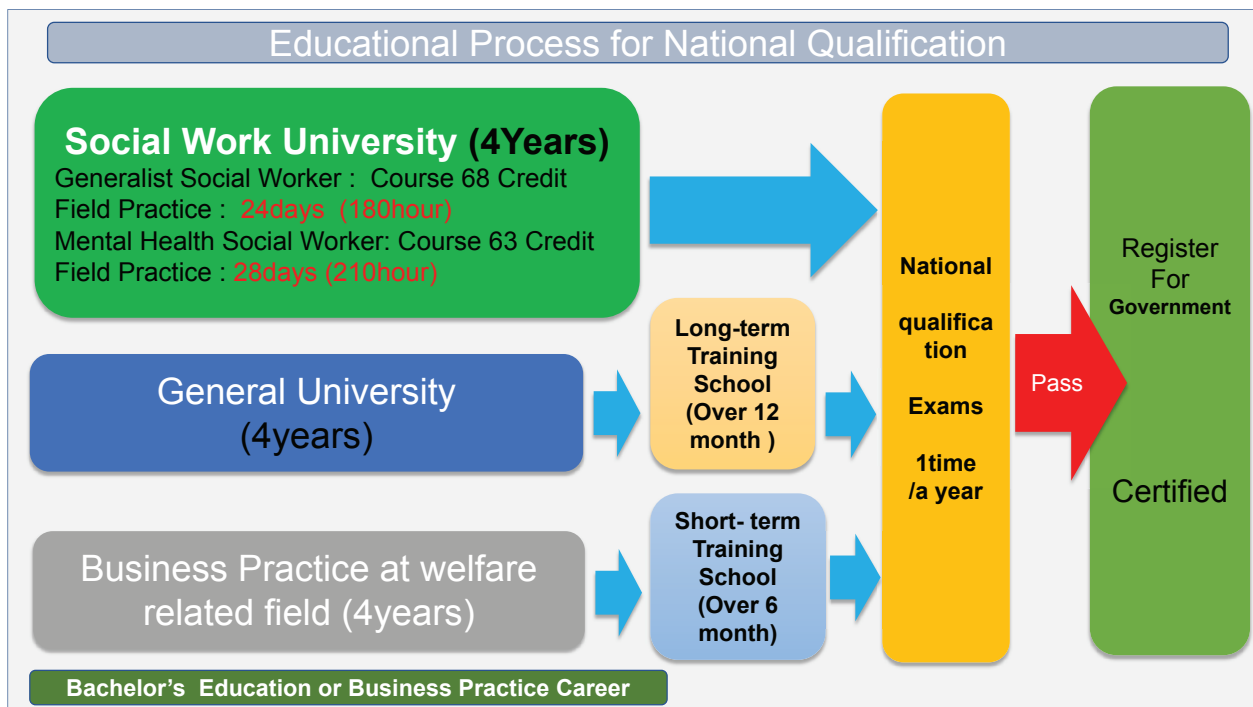 Educational Process for National Qualification
Social Work University (4Years)
Generalist Social Worker :  Course 68 Credit
Field Practice :  24days  (180hour)
Mental Health Social Worker: Course 63 Credit
Field Practice : 28days (210hour)
General University
(4years)
Long-term
Training
School
(Over 12
month )
Business Practice at welfare
related field (4years)
Short- term
Training
School
(Over 6
month)
National
qualifica
tion
Exams
1time
/a year
Pass
Register
For
Government
Certified
Bachelor's  Education or Business Practice Career